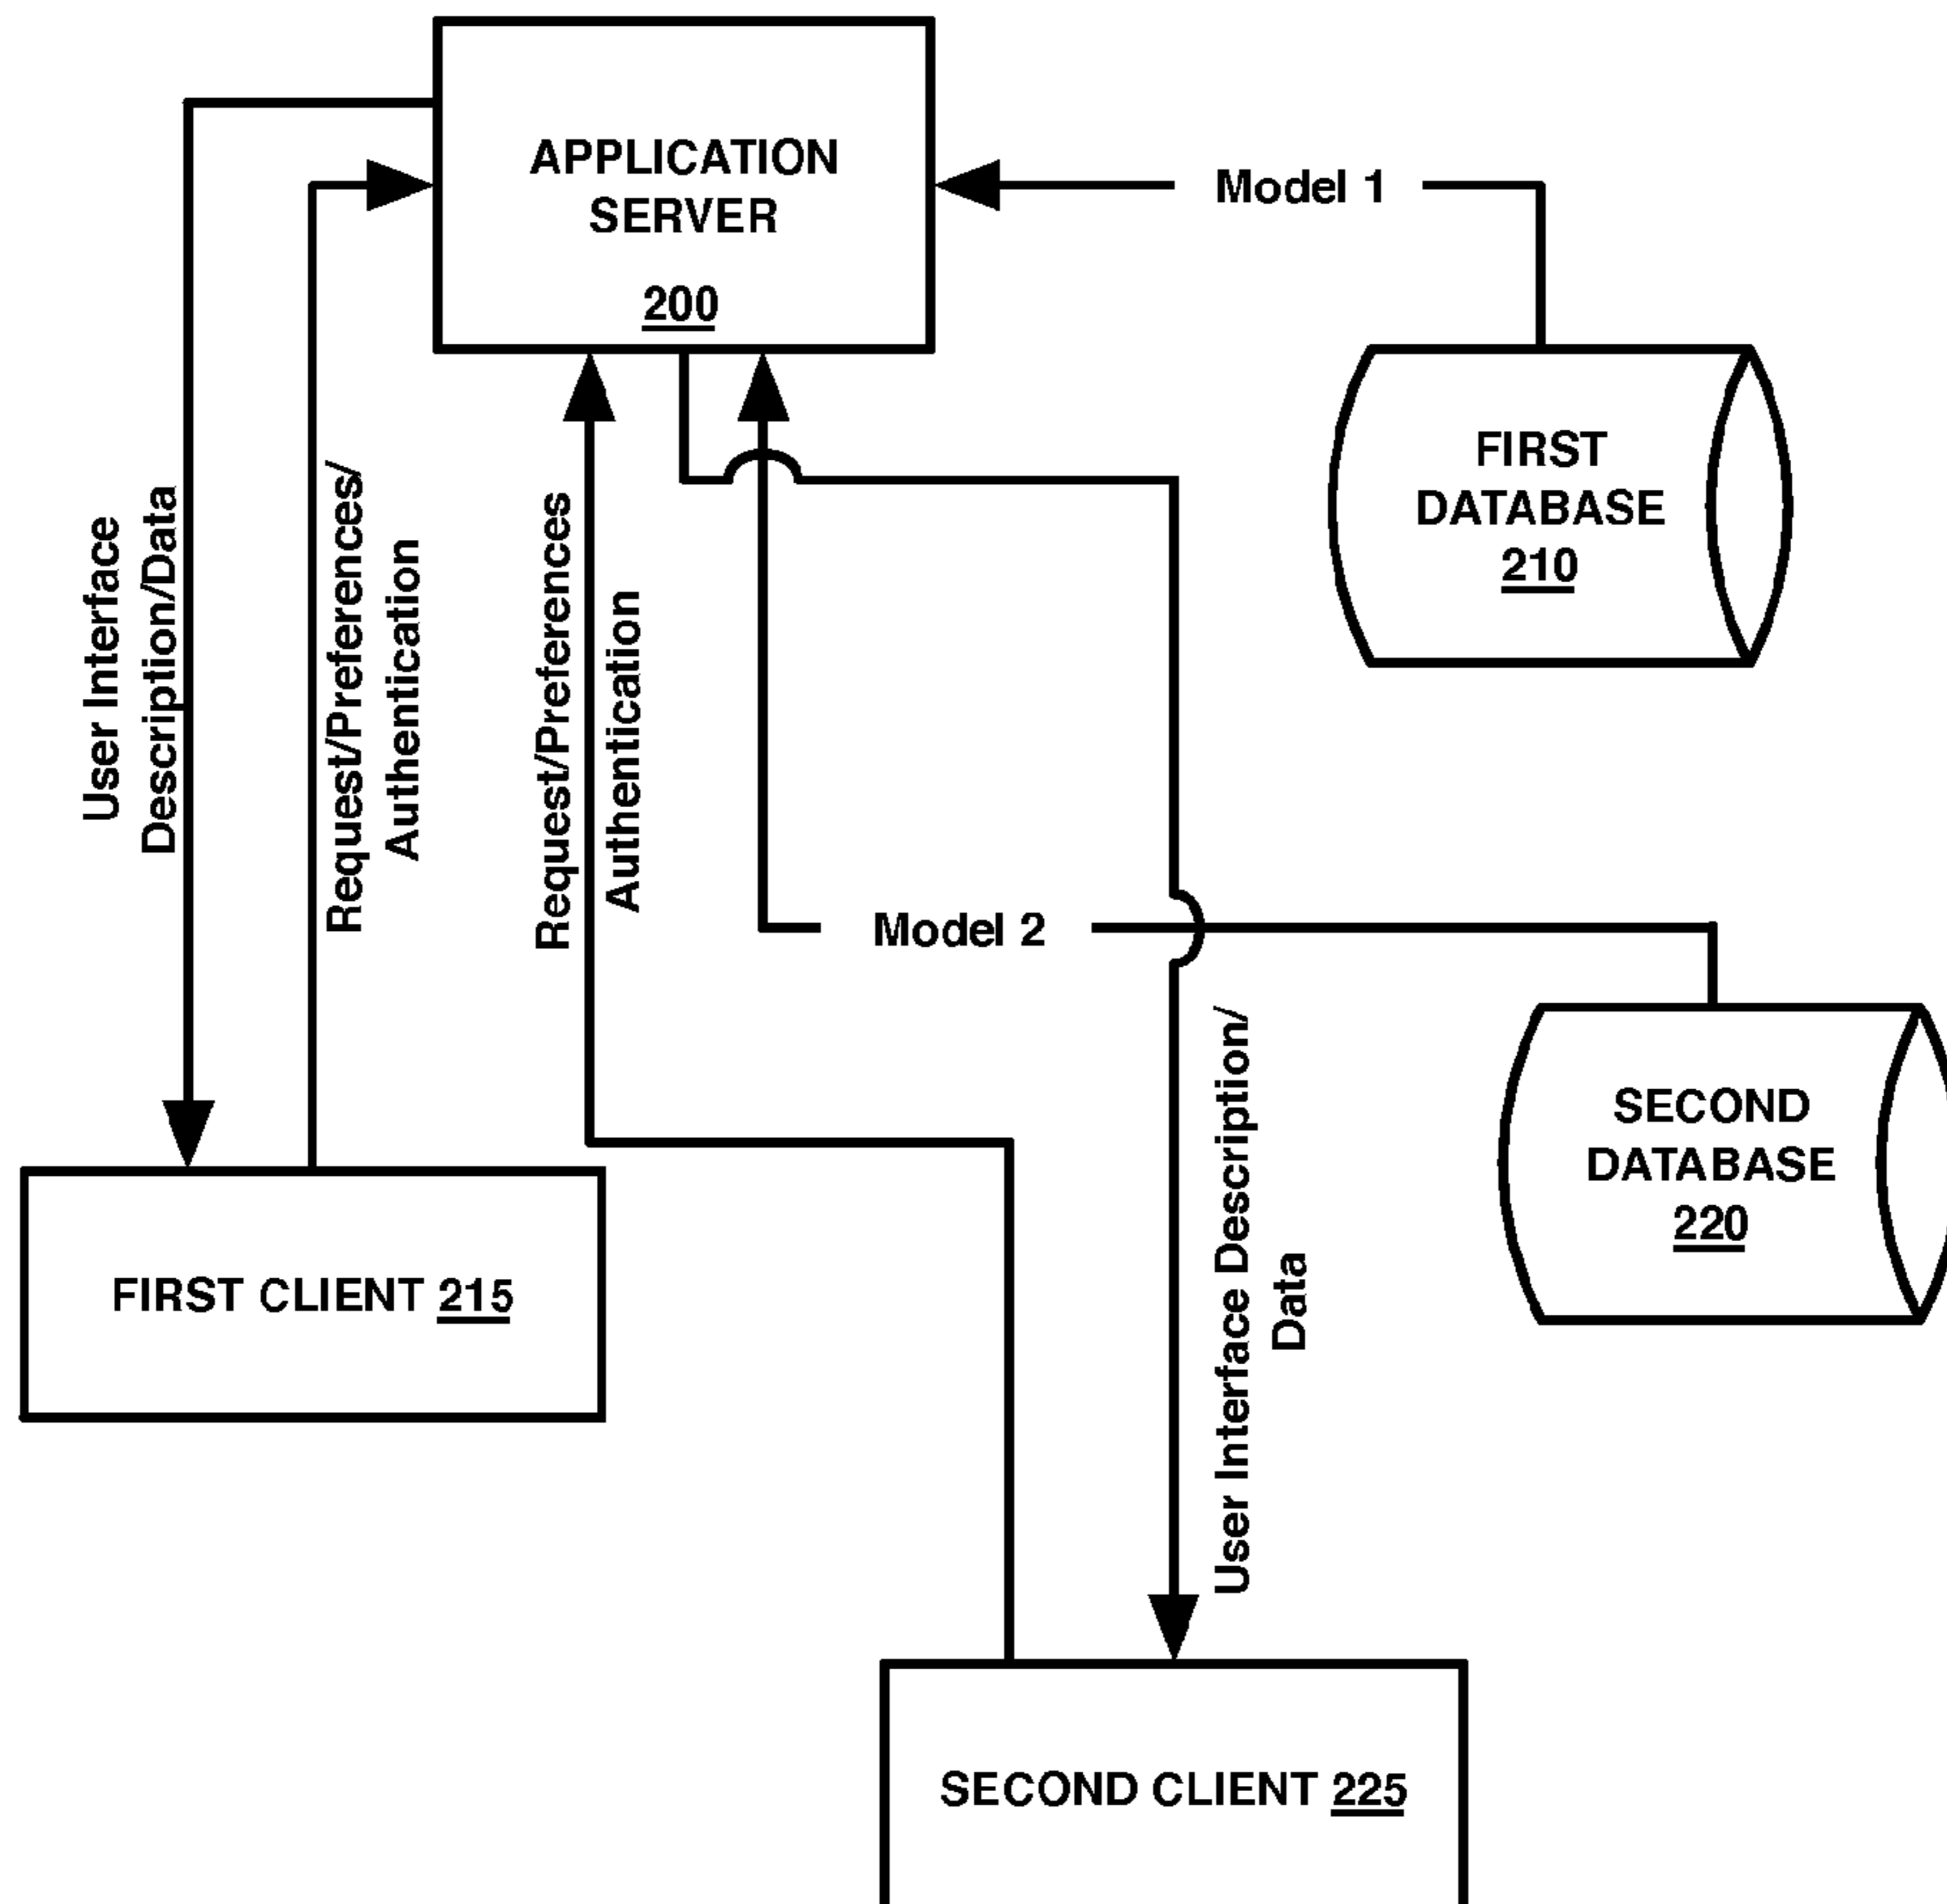 APPLICATION
SERVER
200
Model 1
FIRST
DATABASE
210
User Interface
Description/Data
Request/Preferences/
Authentication
Request/Preferences
Authentication
Model 2
User Interface Description/
Data
SECOND
DATABASE
220
FIRST CLIENT 215
SECOND CLIENT 225